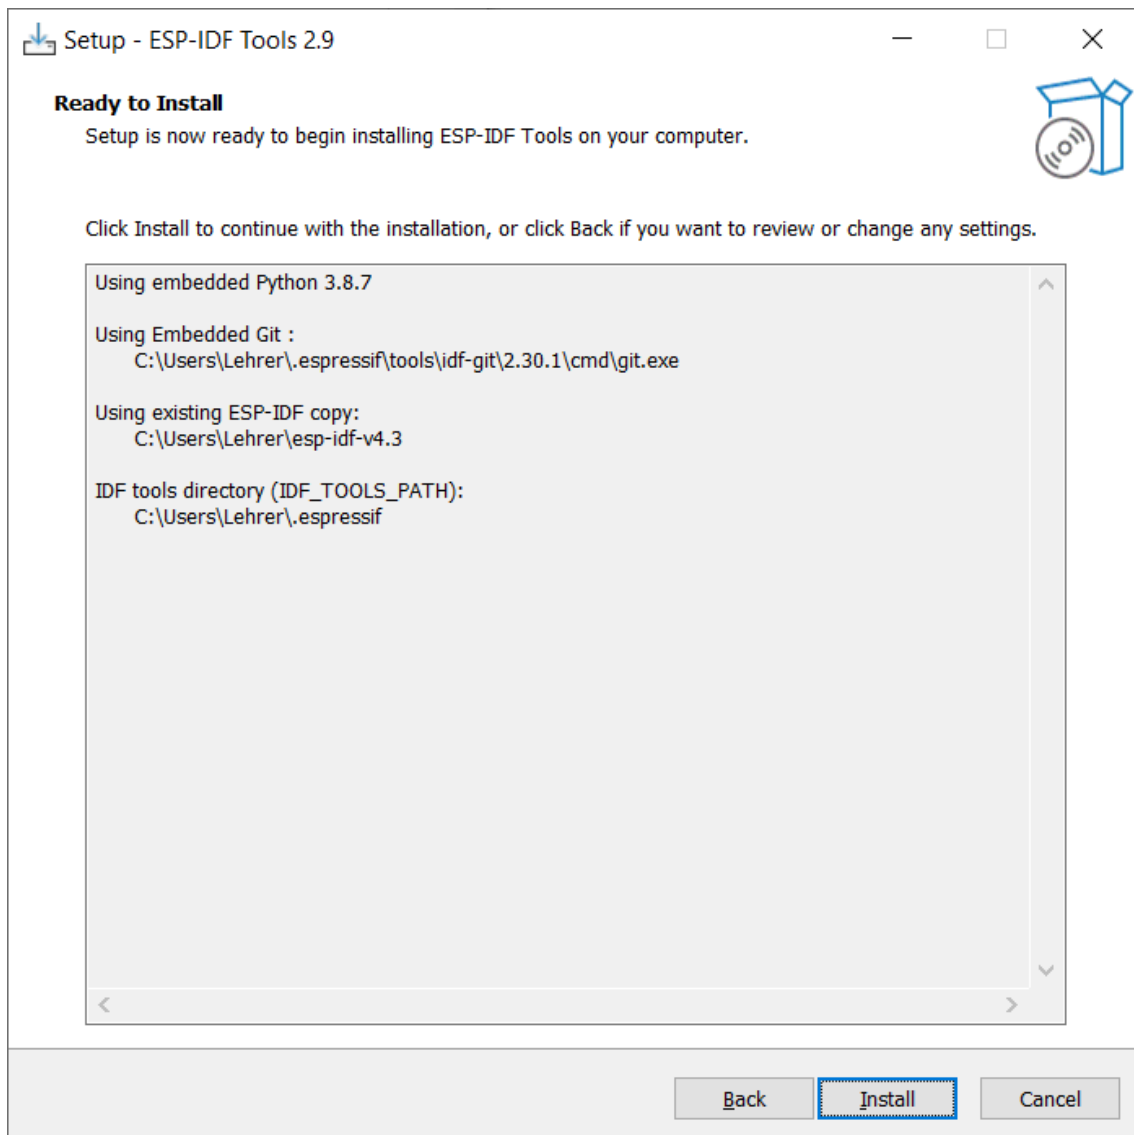 Setup - ESP-IDF Tools 2.9
Ready to Install
Setup is now ready to begin installing ESP-IDF Tools on your computer.
Click Install to continue with the installation, or click Back if you want to review or change any settings.
Using embedded Python 3.8.7
Using Embedded Git :
C:\Users\Lehrer\.espressif\tools\idf-git\2.30.1\cmd\git.exe
Using existing ESP-IDF copy:
C:\Users\Lehrer\esp-idf-v4.3
IDF tools directory (IDF_TOOLS_PATH):
C:\Users\Lehrer\.espressif
Back
Install
Cancel